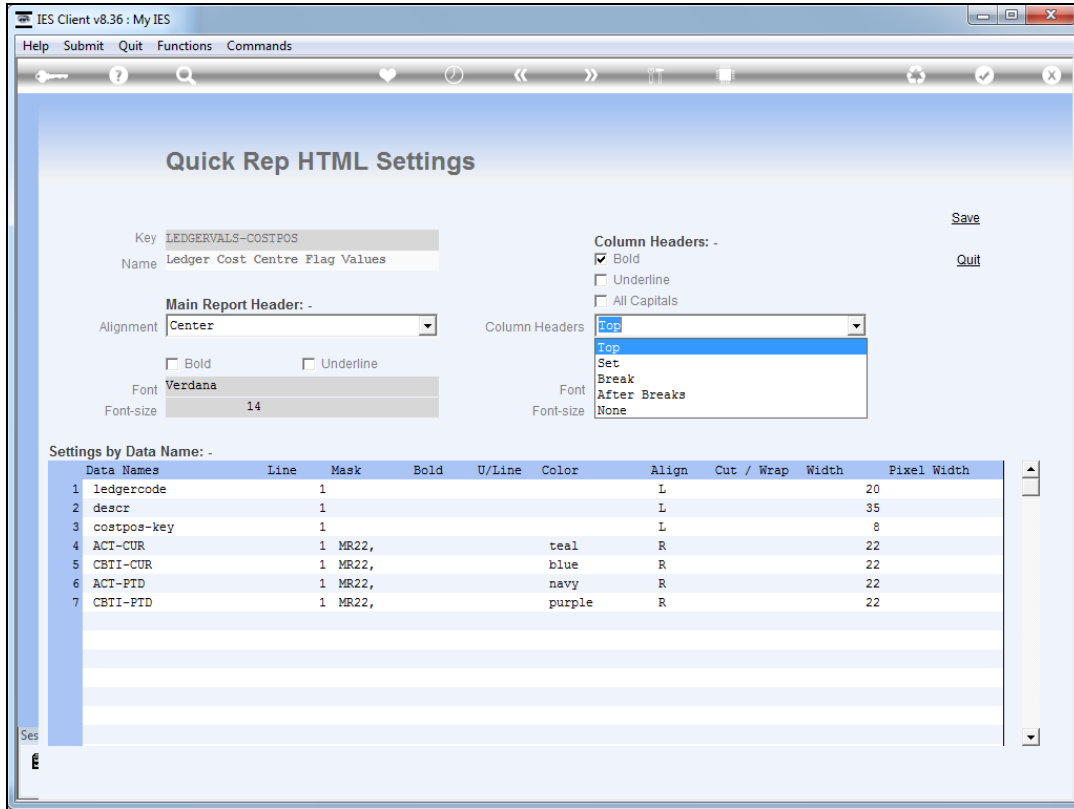 IES Client v8.36 : My IES
Help Submit Quit Functions Commands
Quick Rep HTML Settings
Save
Key LEDGERVALS-COSTPOS
Column Headers: -
Name Ledger Cost Centre Flag Values
Bold
Quit
Underline
Main Report Header: -
All Capitals
Alignment Center
Column Headers Top
Top
Bold Underline
Set
Break
Font Verdana
Font
After Breaks
Font-size 14
Font-size
None
Settings by Data Name: -
Data Names Line Mask Bold U/Line Color Align Cut / Wrap Width Pixel Width
1 ledgercode 1 L 20
2 descr 1 L 35
3 costpos-key 1 L 8
4 ACT-CUR 1 MR22, teal R 22
5 CBTI-CUR 1 MR22, blue R 22
6 ACT-PTD 1 MR22, navy R 22
7 CBTI-PTD 1 MR22, purple R 22
Ses